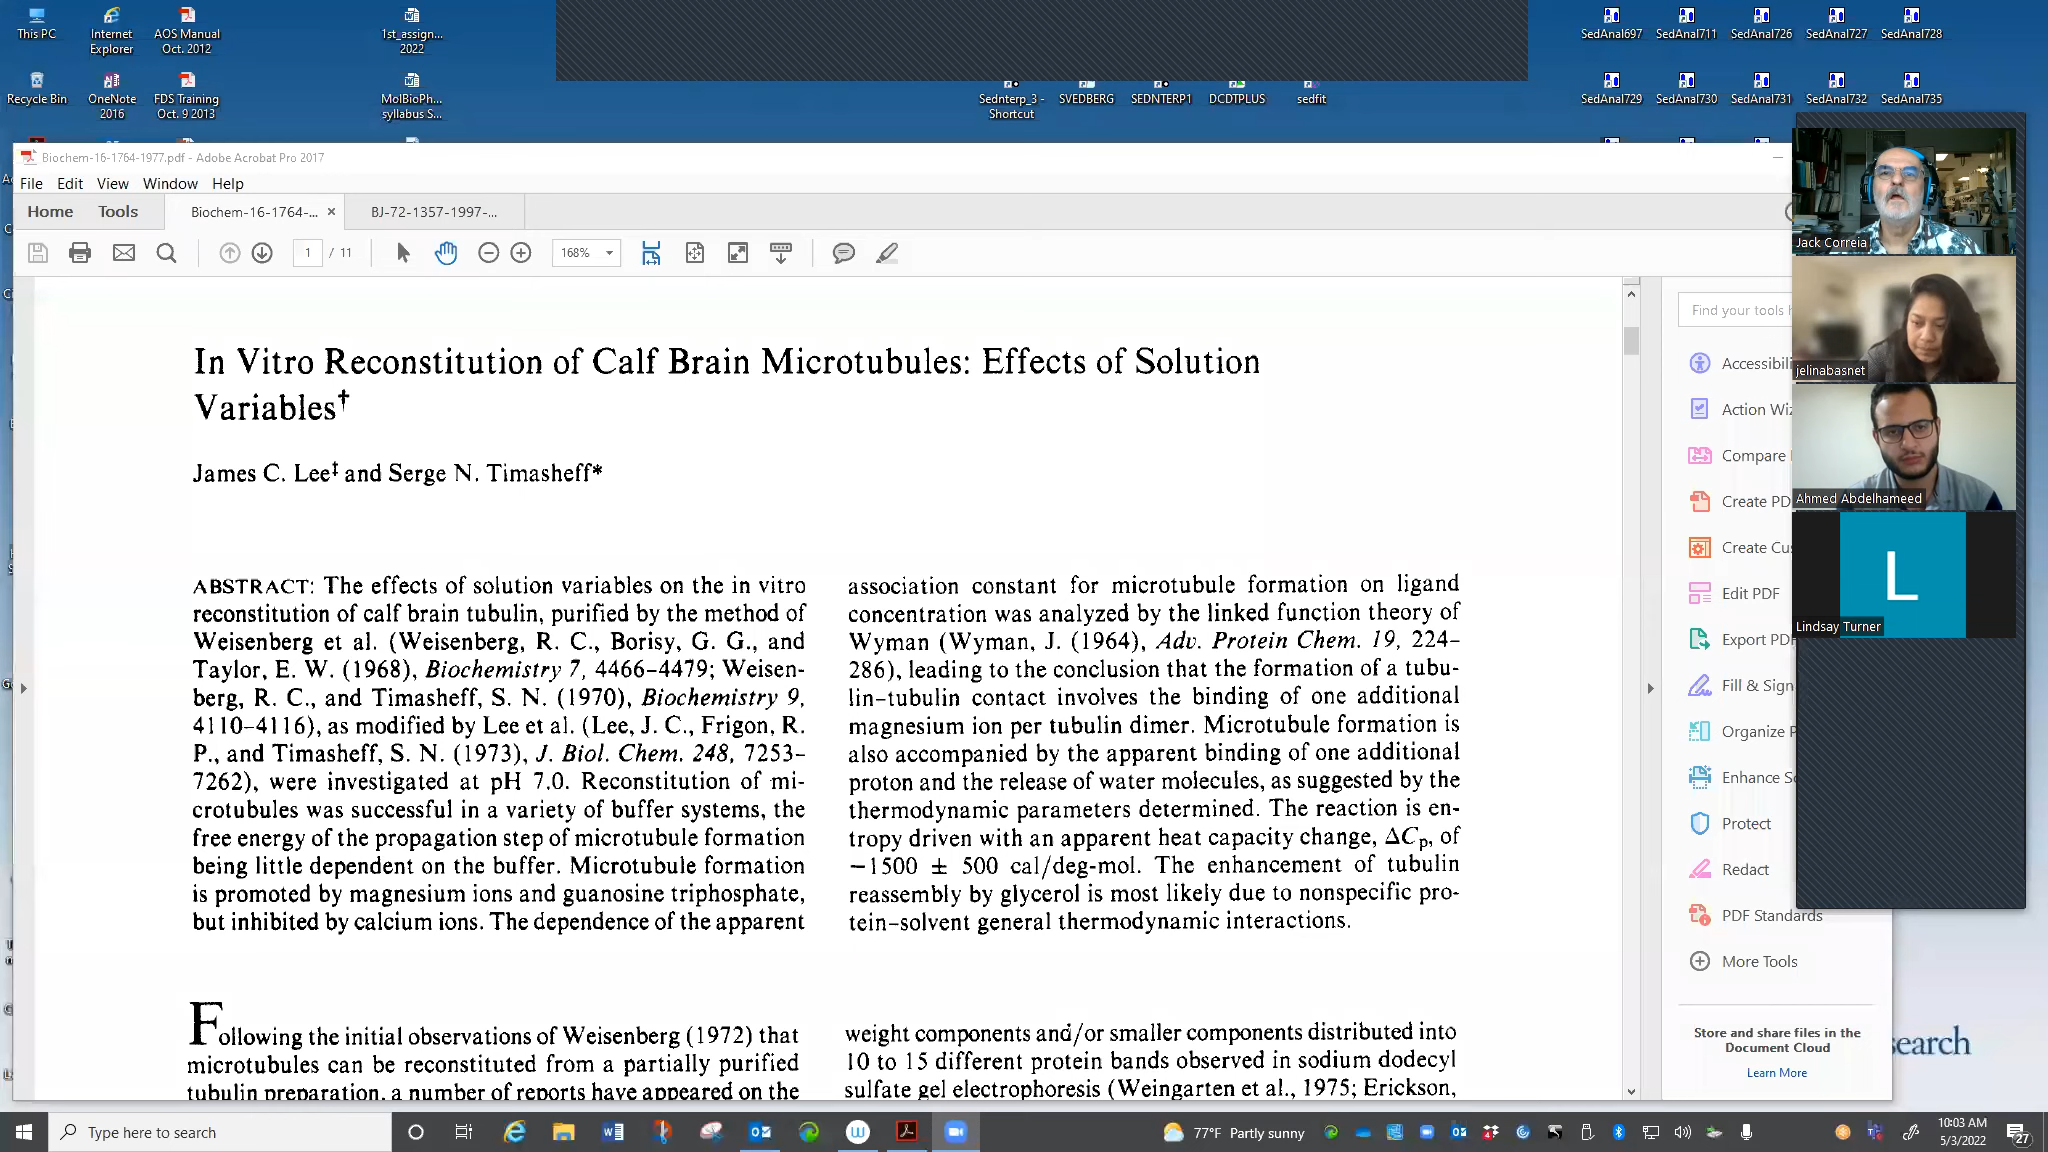 This PC
Internet
Explorer
AOS Manual
Oct. 2012
1st_assign...
2022
SedAnal697
SedAnal711
SedAnal726
SedAnal727
SedAnal728
Recycle Bin
OneNote
2016
FDS Training
Oct. 9 2013
MolBioPh...
syllabus S...
Sednterp_3 -
Shortcut
SVEDBERG
SEDNTERP1
DCDTPLUS
sedfit
SedAnal729
SedAnal730
SedAnal731
SedAnal732
SedAnal735
Biochem-16-1764-1977.pdf - Adobe Acrobat Pro 2017
File Edit View Window Help
Home Tools Biochem-16-1764-... × BJ-72-1357-1997-...
1 / 11 168%
Find your tools
Jack Correia
jelinabasnet
Ahmed Abdelhameed
L
Lindsay Turner
In Vitro Reconstitution of Calf Brain Microtubules: Effects of Solution
Variables†
James C. Lee‡ and Serge N. Timasheff*
ABSTRACT: The effects of solution variables on the in vitro
reconstitution of calf brain tubulin, purified by the method of
Weisenberg et al. (Weisenberg, R. C., Borisy, G. G., and
Taylor, E. W. (1968), Biochemistry 7, 4466–4479; Weisen-
berg, R. C., and Timasheff, S. N. (1970), Biochemistry 9,
4110–4116), as modified by Lee et al. (Lee, J. C., Frigon, R.
P., and Timasheff, S. N. (1973), J. Biol. Chem. 248, 7253–
7262), were investigated at pH 7.0. Reconstitution of mi-
crotubules was successful in a variety of buffer systems, the
free energy of the propagation step of microtubule formation
being little dependent on the buffer. Microtubule formation
is promoted by magnesium ions and guanosine triphosphate,
but inhibited by calcium ions. The dependence of the apparent
association constant for microtubule formation on ligand
concentration was analyzed by the linked function theory of
Wyman (Wyman, J. (1964), Adv. Protein Chem. 19, 224–
286), leading to the conclusion that the formation of a tubu-
lin-tubulin contact involves the binding of one additional
magnesium ion per tubulin dimer. Microtubule formation is
also accompanied by the apparent binding of one additional
proton and the release of water molecules, as suggested by the
thermodynamic parameters determined. The reaction is en-
tropy driven with an apparent heat capacity change, ΔCp, of
−1500 ± 500 cal/deg-mol. The enhancement of tubulin
reassembly by glycerol is most likely due to nonspecific pro-
tein-solvent general thermodynamic interactions.
Following the initial observations of Weisenberg (1972) that
microtubules can be reconstituted from a partially purified
tubulin preparation, a number of reports have appeared on the
weight components and/or smaller components distributed into
10 to 15 different protein bands observed in sodium dodecyl
sulfate gel electrophoresis (Weingarten et al., 1975; Erickson,
Accessibili
Action Wiz
Compare
Create PD
Create Cus
Edit PDF
Export PD
Fill & Sign
Organize P
Enhance Sc
Protect
Redact
PDF Standards
More Tools
Store and share files in the
Document Cloud
Learn More
search
Type here to search
77°F Partly sunny
10:03 AM
5/3/2022
27